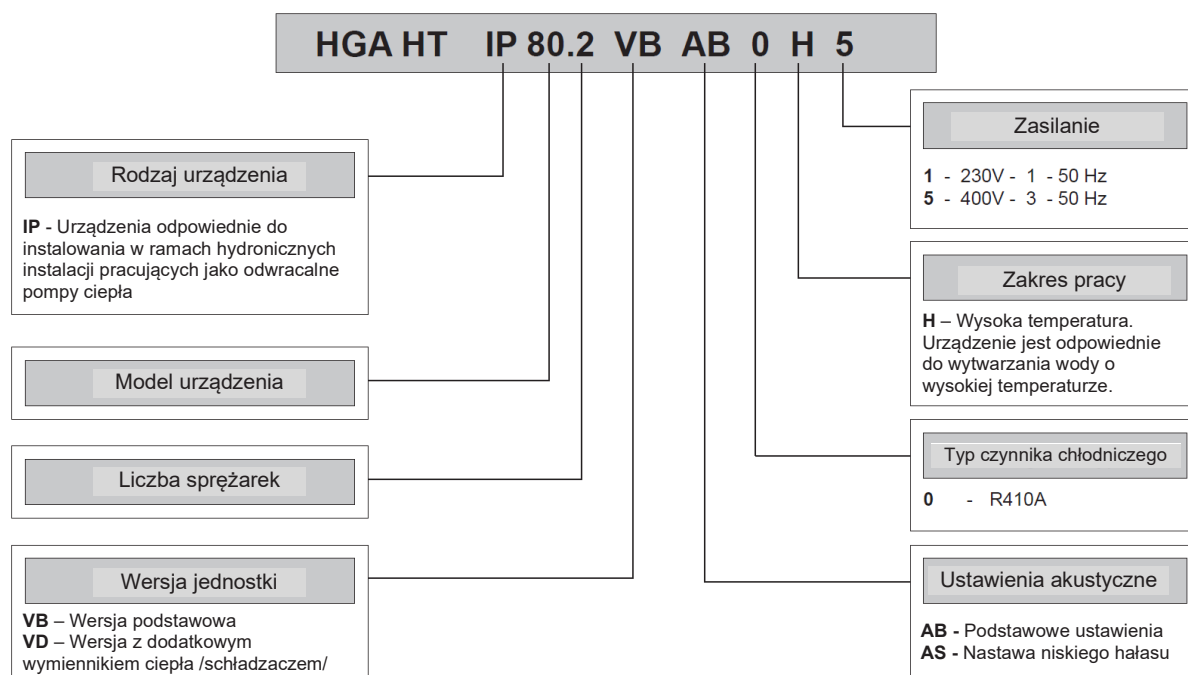 HGA HT IP 80.2 VB AB 0 H 5
Rodzaj urządzenia
IP - Urządzenia odpowiednie do
instalowania w ramach hydronicznych
instalacji pracujących jako odwracalne
pompy ciepła
Model urządzenia
Liczba sprężarek
Wersja jednostki
VB – Wersja podstawowa
VD – Wersja z dodatkowym
wymiennikiem ciepła /schładzaczem/
Zasilanie
1 - 230V - 1 - 50 Hz
5 - 400V - 3 - 50 Hz
Zakres pracy
H – Wysoka temperatura.
Urządzenie jest odpowiednie
do wytwarzania wody o
wysokiej temperaturze.
Typ czynnika chłodniczego
0 - R410A
Ustawienia akustyczne
AB - Podstawowe ustawienia
AS - Nastawa niskiego hałasu